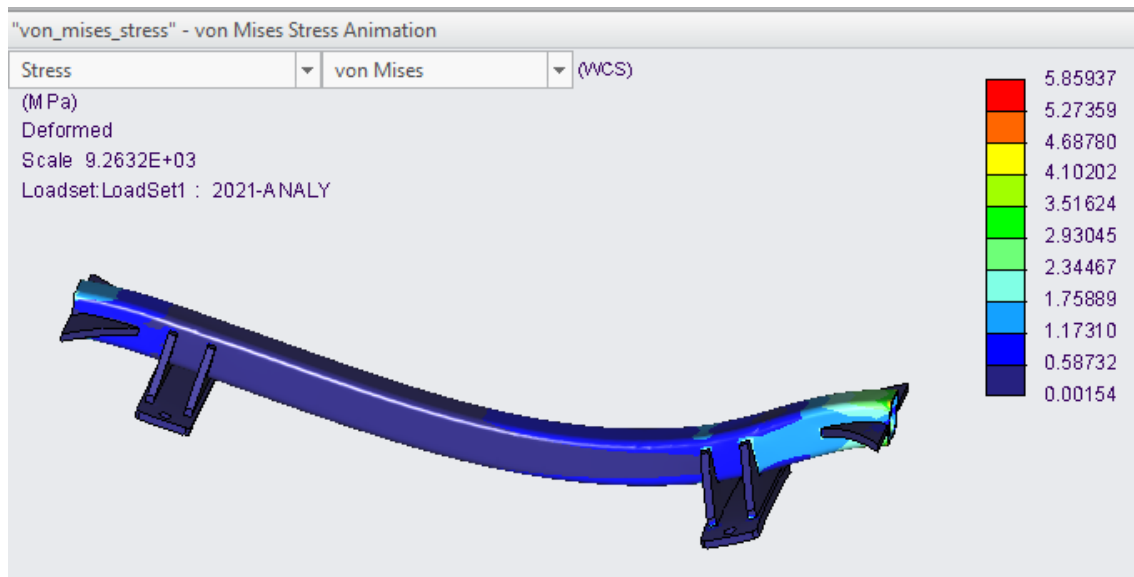 "von_mises_stress" - von Mises Stress Animation
Stress von Mises (WCS)
(MPa)
Deformed
Scale 9.2632E+03
Loadset:LoadSet1 : 2021-ANALY
5.85937
5.27359
4.68780
4.10202
3.51624
2.93045
2.34467
1.75889
1.17310
0.58732
0.00154